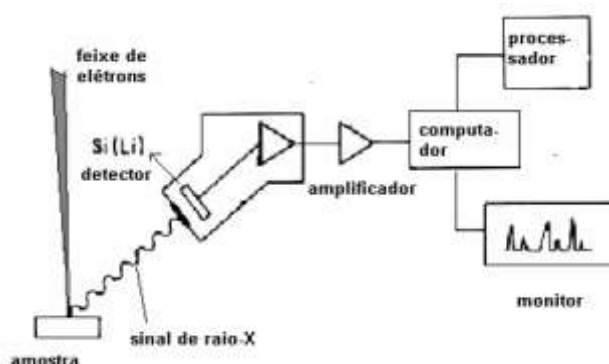 feixe de
elétrons
Si(Li)
detector
proces-
sador
computa-
dor
amplificador
monitor
sinal de raio-X
amostra